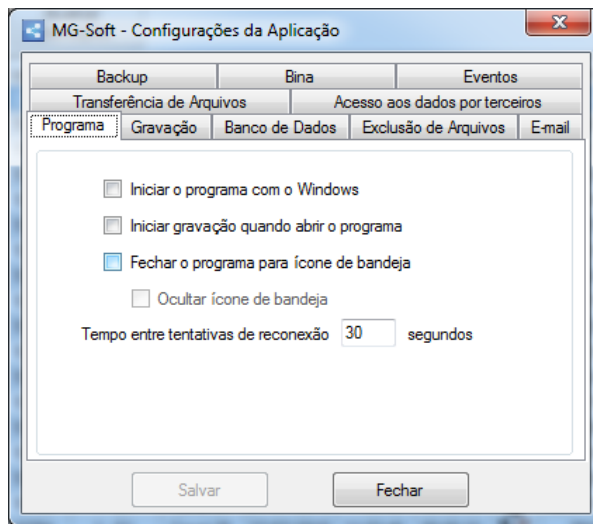 MG-Soft - Configurações da Aplicação
Backup Bina Eventos
Transferência de Arquivos Acesso aos dados por terceiros
Programa Gravação Banco de Dados Exclusão de Arquivos E-mail
Iniciar o programa com o Windows
Iniciar gravação quando abrir o programa
Fechar o programa para ícone de bandeja
Ocultar ícone de bandeja
Tempo entre tentativas de reconexão 30 segundos
Salvar Fechar